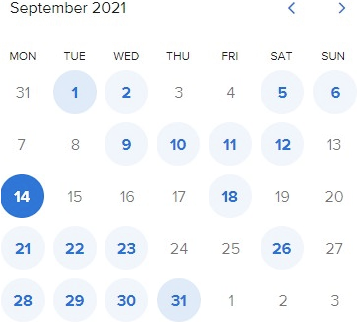 September 2021
MON TUE WED THU FRI SAT SUN
31 1 2 3 4 5 6
7 8 9 10 11 12 13
14 15 16 17 18 19 20
21 22 23 24 25 26 27
28 29 30 31 1 2 3